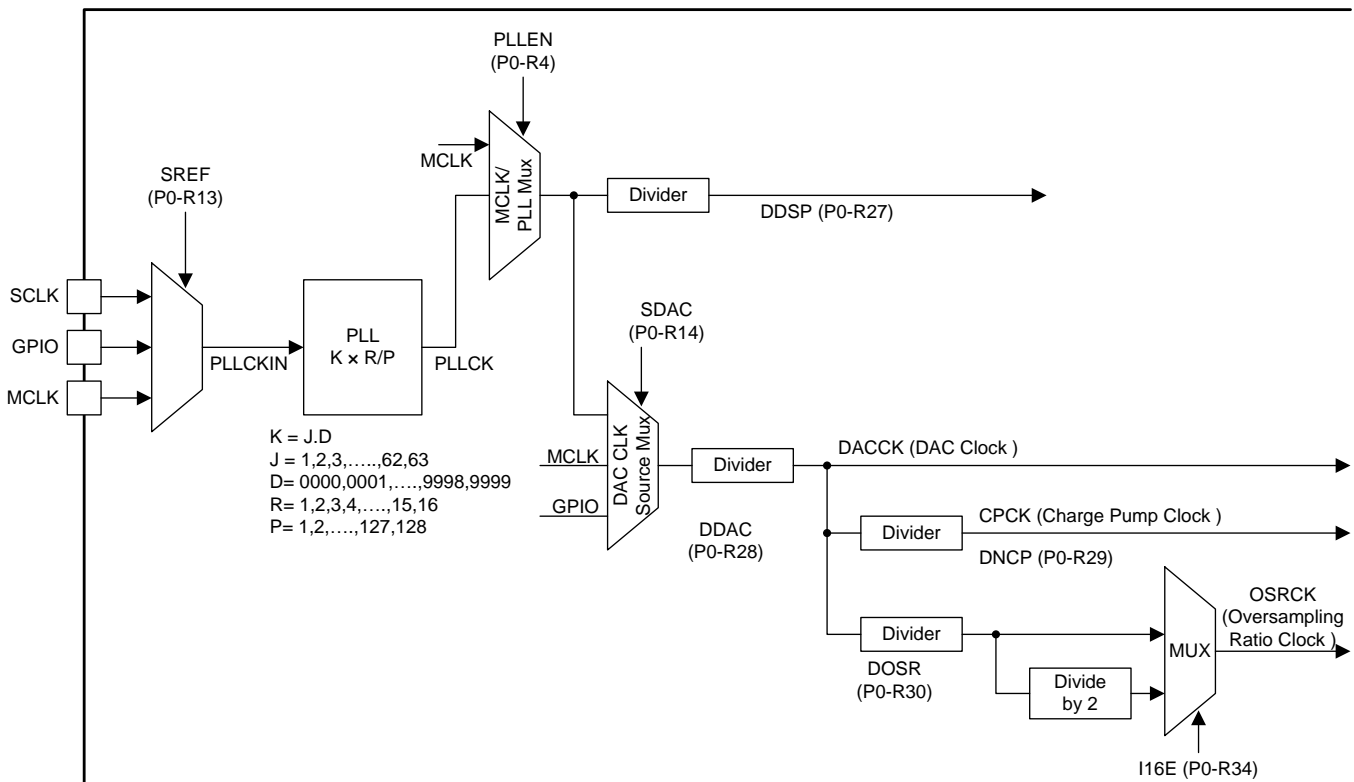 PLLEN
(P0-R4)
MCLK
MCLK/
PLL Mux
Divider
DDSP (P0-R27)
SREF
(P0-R13)
SCLK
GPIO
MCLK
PLLCKIN
PLL
K × R/P
PLLCK
K = J.D
J = 1,2,3,…..,62,63
D= 0000,0001,….,9998,9999
R= 1,2,3,4,….,15,16
P= 1,2,….,127,128
SDAC
(P0-R14)
MCLK
GPIO
DAC CLK
Source Mux
Divider
DDAC
(P0-R28)
DACCK (DAC Clock )
Divider
CPCK (Charge Pump Clock )
DNCP (P0-R29)
Divider
DOSR
(P0-R30)
Divide
by 2
MUX
OSRCK
(Oversampling
Ratio Clock )
I16E (P0-R34)